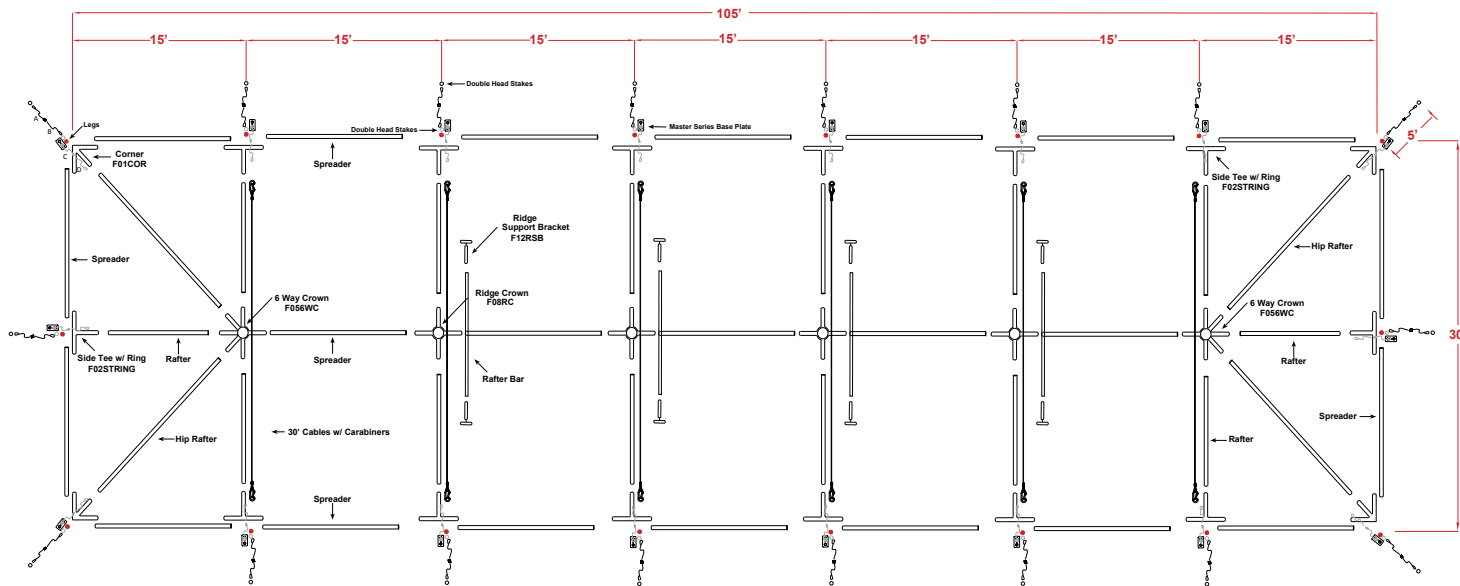 105’
15’
15’
15’
15’
15’
15’
15’
Double Head Stakes
A
B
Legs
C
D
Corner
F01COR
Spreader
Double Head Stakes
Master Series Base Plate
5’
Side Tee w/ Ring
F02STRING
Ridge
Support Bracket
F12RSB
Spreader
Hip Rafter
6 Way Crown
F056WC
Ridge Crown
F08RC
6 Way Crown
F056WC
30
Side Tee w/ Ring
F02STRING
Rafter
Spreader
Rafter Bar
Rafter
Spreader
Hip Rafter
30’ Cables w/ Carabiners
Rafter
Spreader